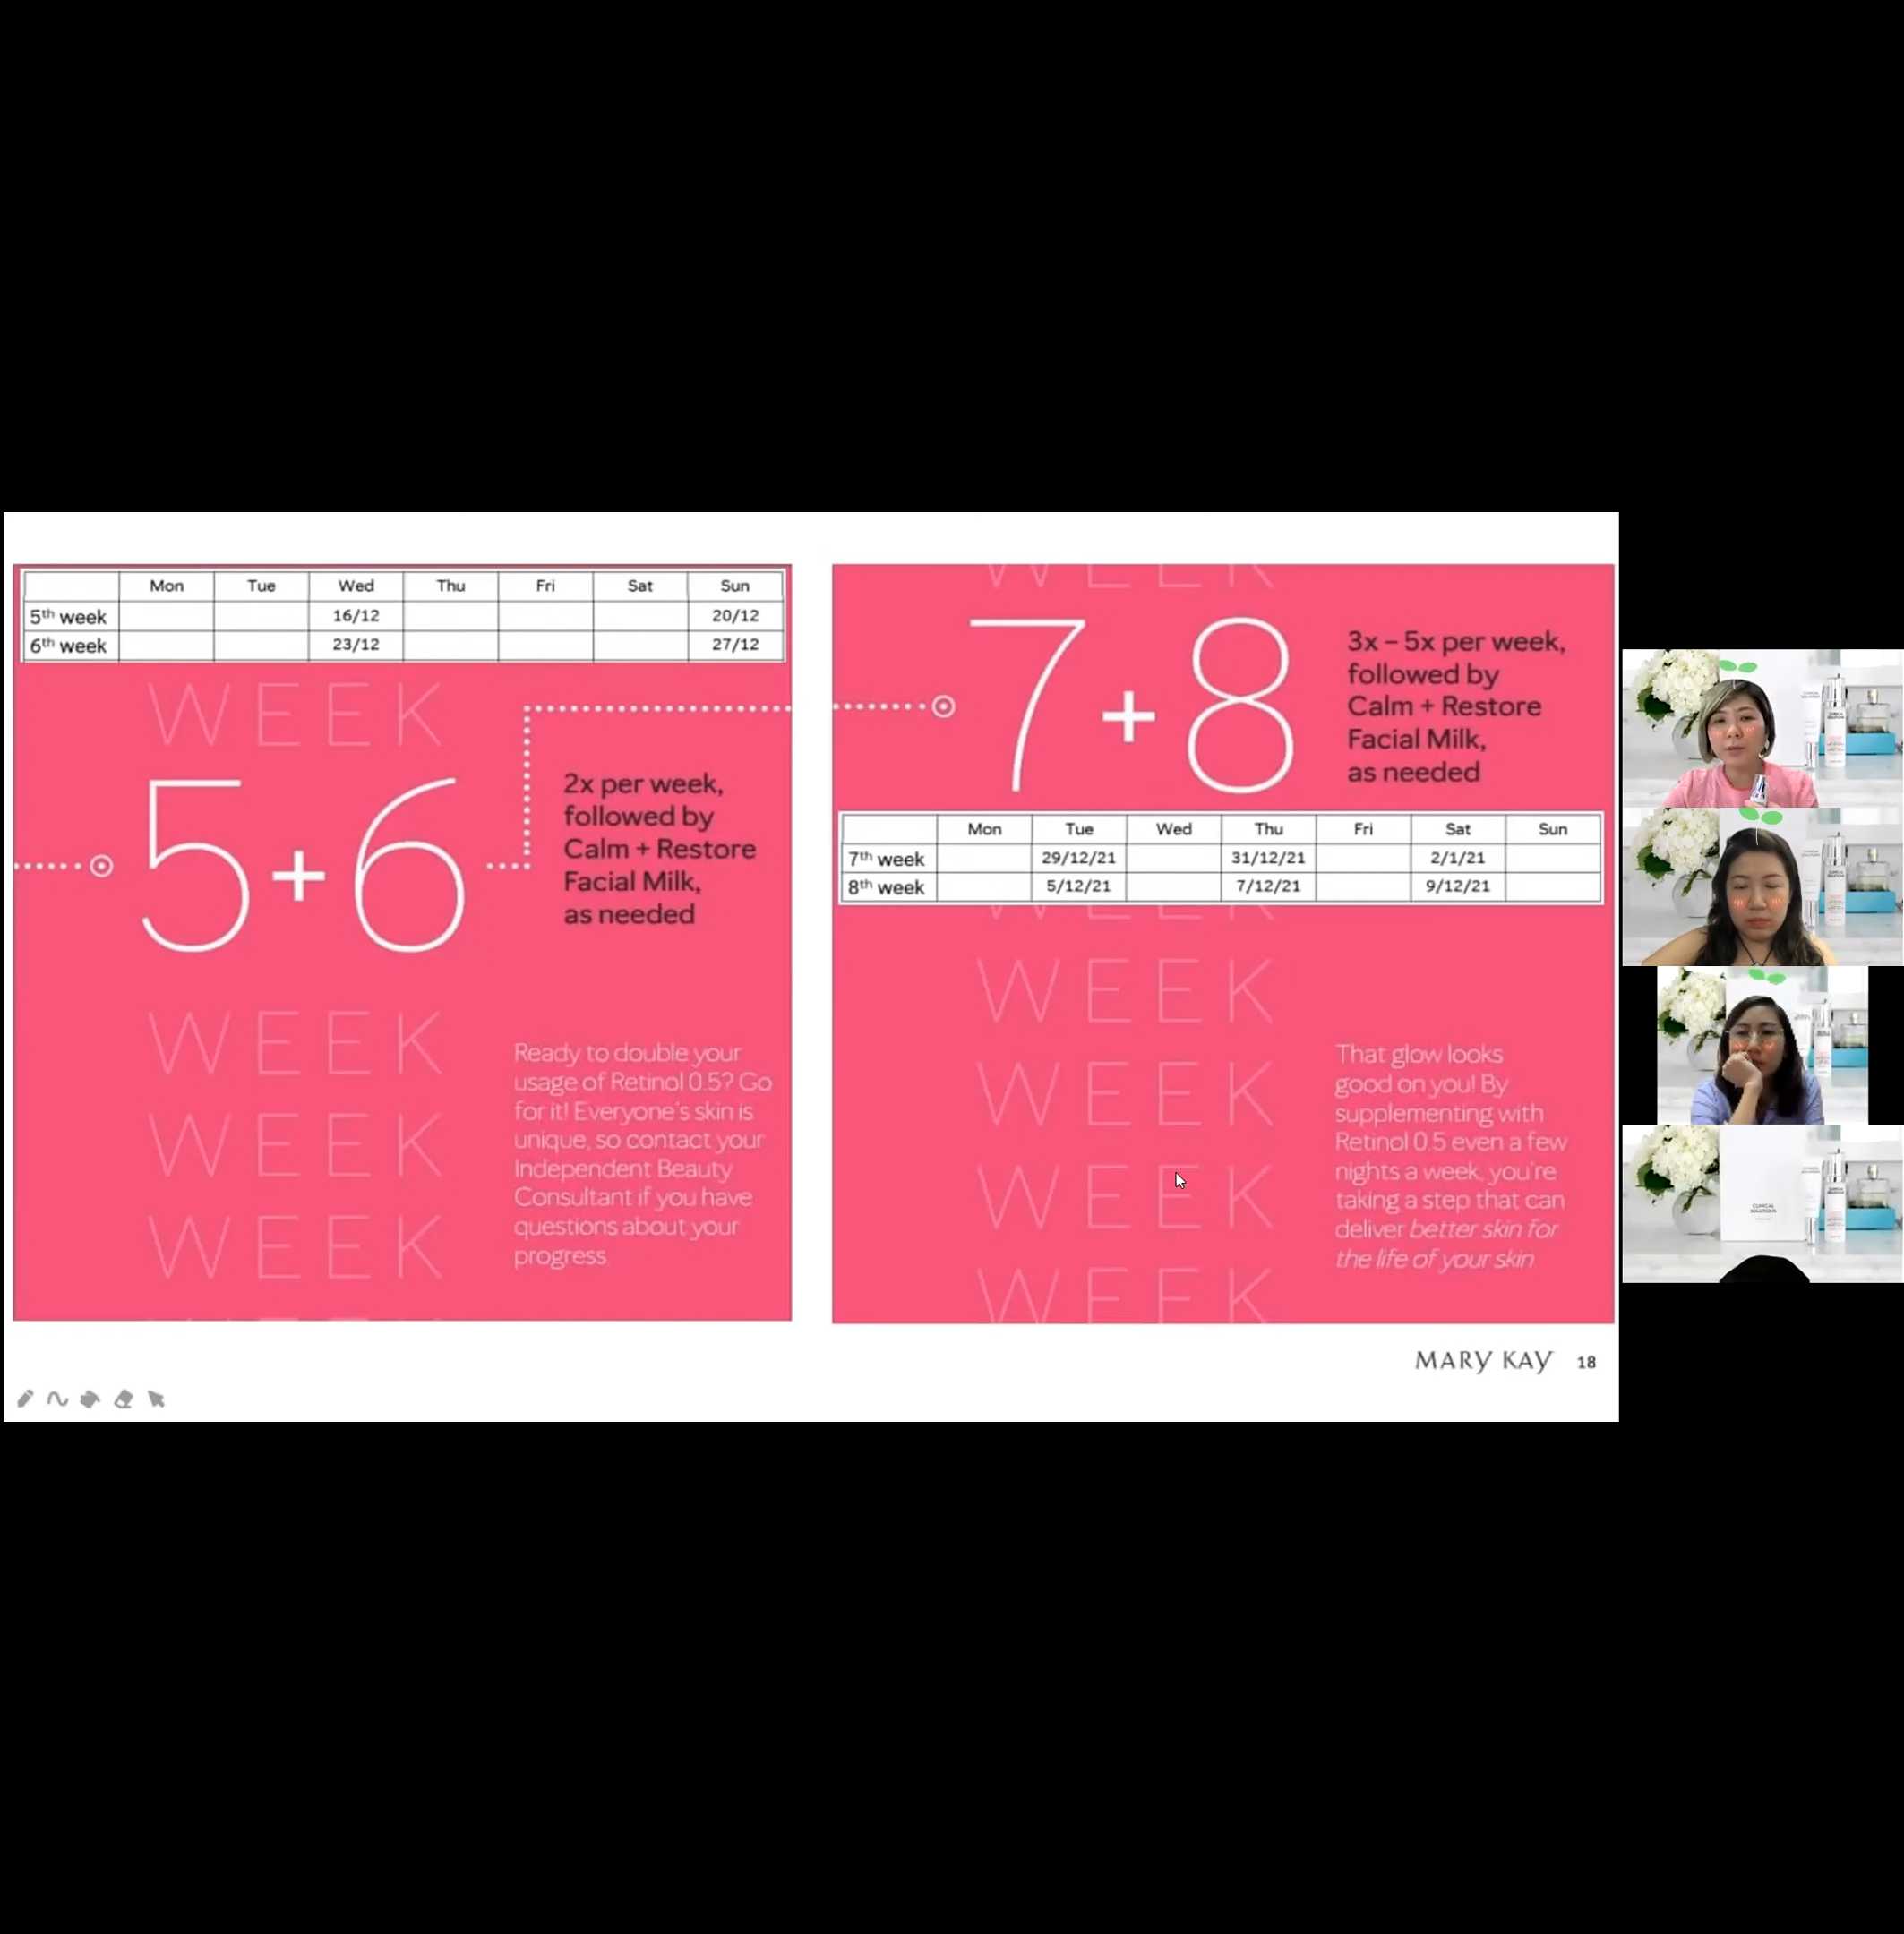 Mon Tue Wed Thu Fri Sat Sun
5th week 16/12 20/12
6th week 23/12 27/12
WEEK
5+6
2x per week,
followed by
Calm + Restore
Facial Milk,
as needed
WEEK
WEEK
WEEK
Ready to double your
usage of Retinol 0.5? Go
for it! Everyone's skin is
unique, so contact your
Independent Beauty
Consultant if you have
questions about your
progress
WEEK
7+8
3x – 5x per week,
followed by
Calm + Restore
Facial Milk,
as needed
Mon Tue Wed Thu Fri Sat Sun
7th week 29/12/21 31/12/21 2/1/21
8th week 5/12/21 7/12/21 9/12/21
WEEK
WEEK
WEEK
WEEK
WEEK
That glow looks
good on you! By
supplementing with
Retinol 0.5 even a few
nights a week, you're
taking a step that can
deliver better skin for
the life of your skin
MARY KAY 18
CLINICAL
SOLUTIONS